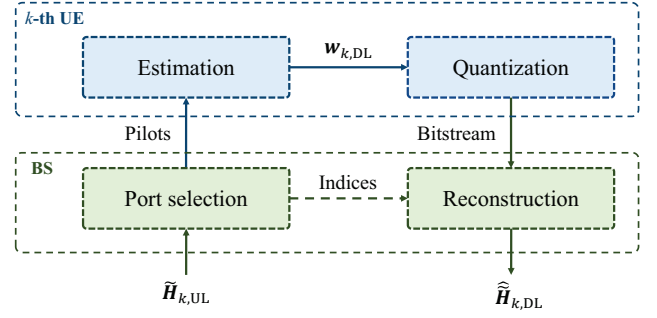 k-th UE
Estimation
w_{k,DL}
Quantization
Pilots
Bitstream
BS
Port selection
Indices
Reconstruction
H̃_{k,UL}
Ĥ̃_{k,DL}